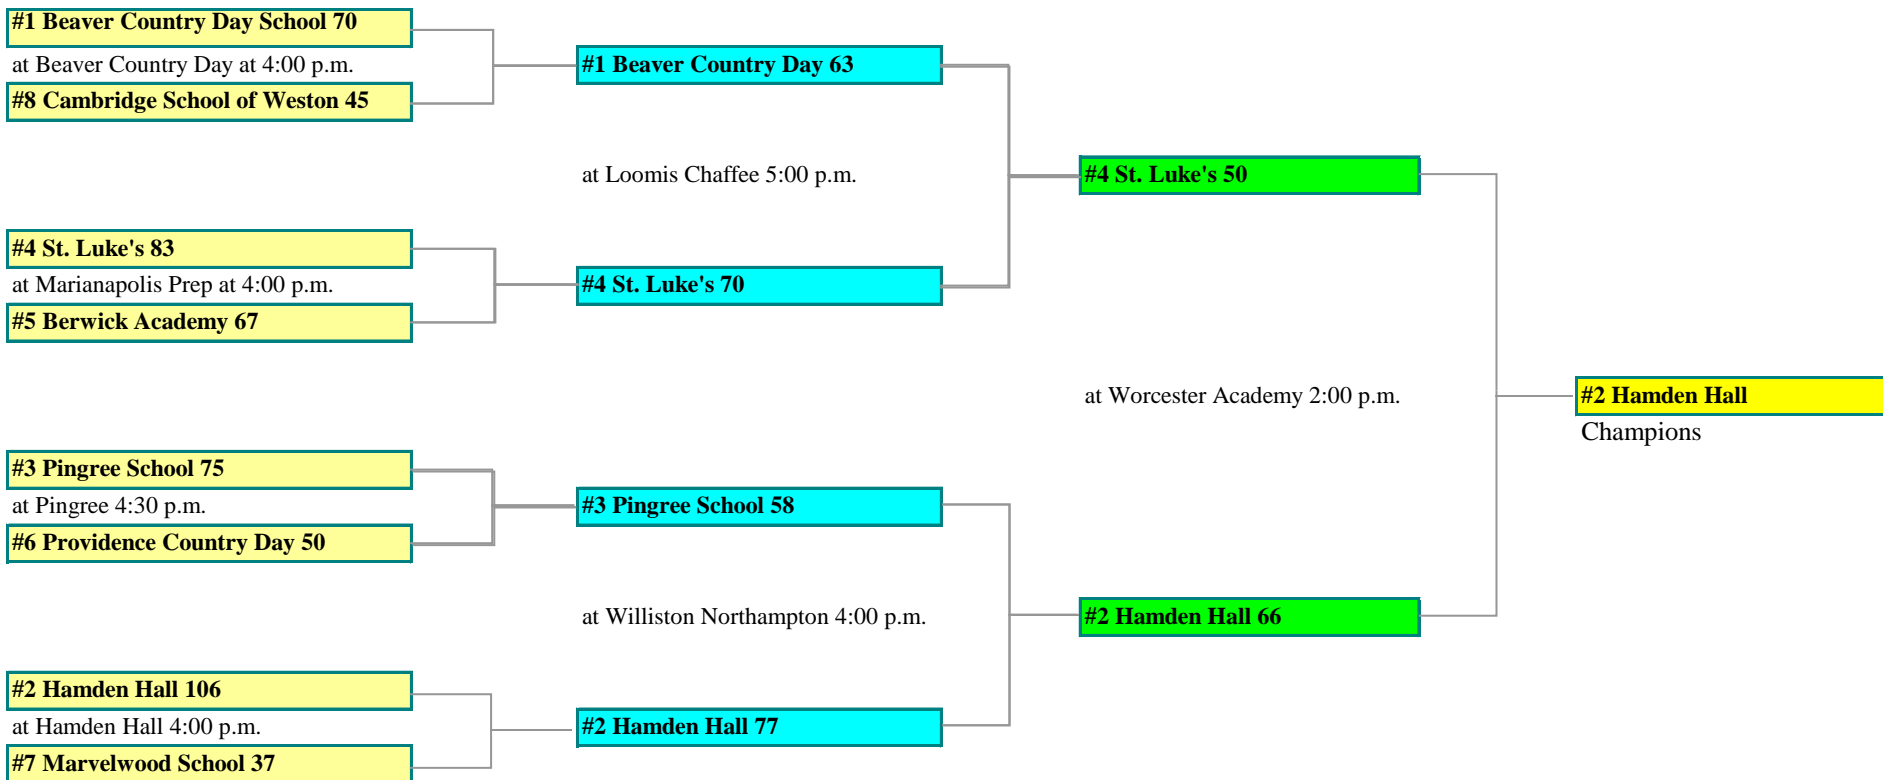 #1 Beaver Country Day School 70
at Beaver Country Day at 4:00 p.m.
#8 Cambridge School of Weston 45
#4 St. Luke's 83
at Marianapolis Prep at 4:00 p.m.
#5 Berwick Academy 67
#3 Pingree School 75
at Pingree 4:30 p.m.
#6 Providence Country Day 50
#2 Hamden Hall 106
at Hamden Hall 4:00 p.m.
#7 Marvelwood School 37
#1 Beaver Country Day 63
at Loomis Chaffee 5:00 p.m.
#4 St. Luke's 70
#3 Pingree School 58
at Williston Northampton 4:00 p.m.
#2 Hamden Hall 77
#4 St. Luke's 50
at Worcester Academy 2:00 p.m.
#2 Hamden Hall 66
#2 Hamden Hall
Champions